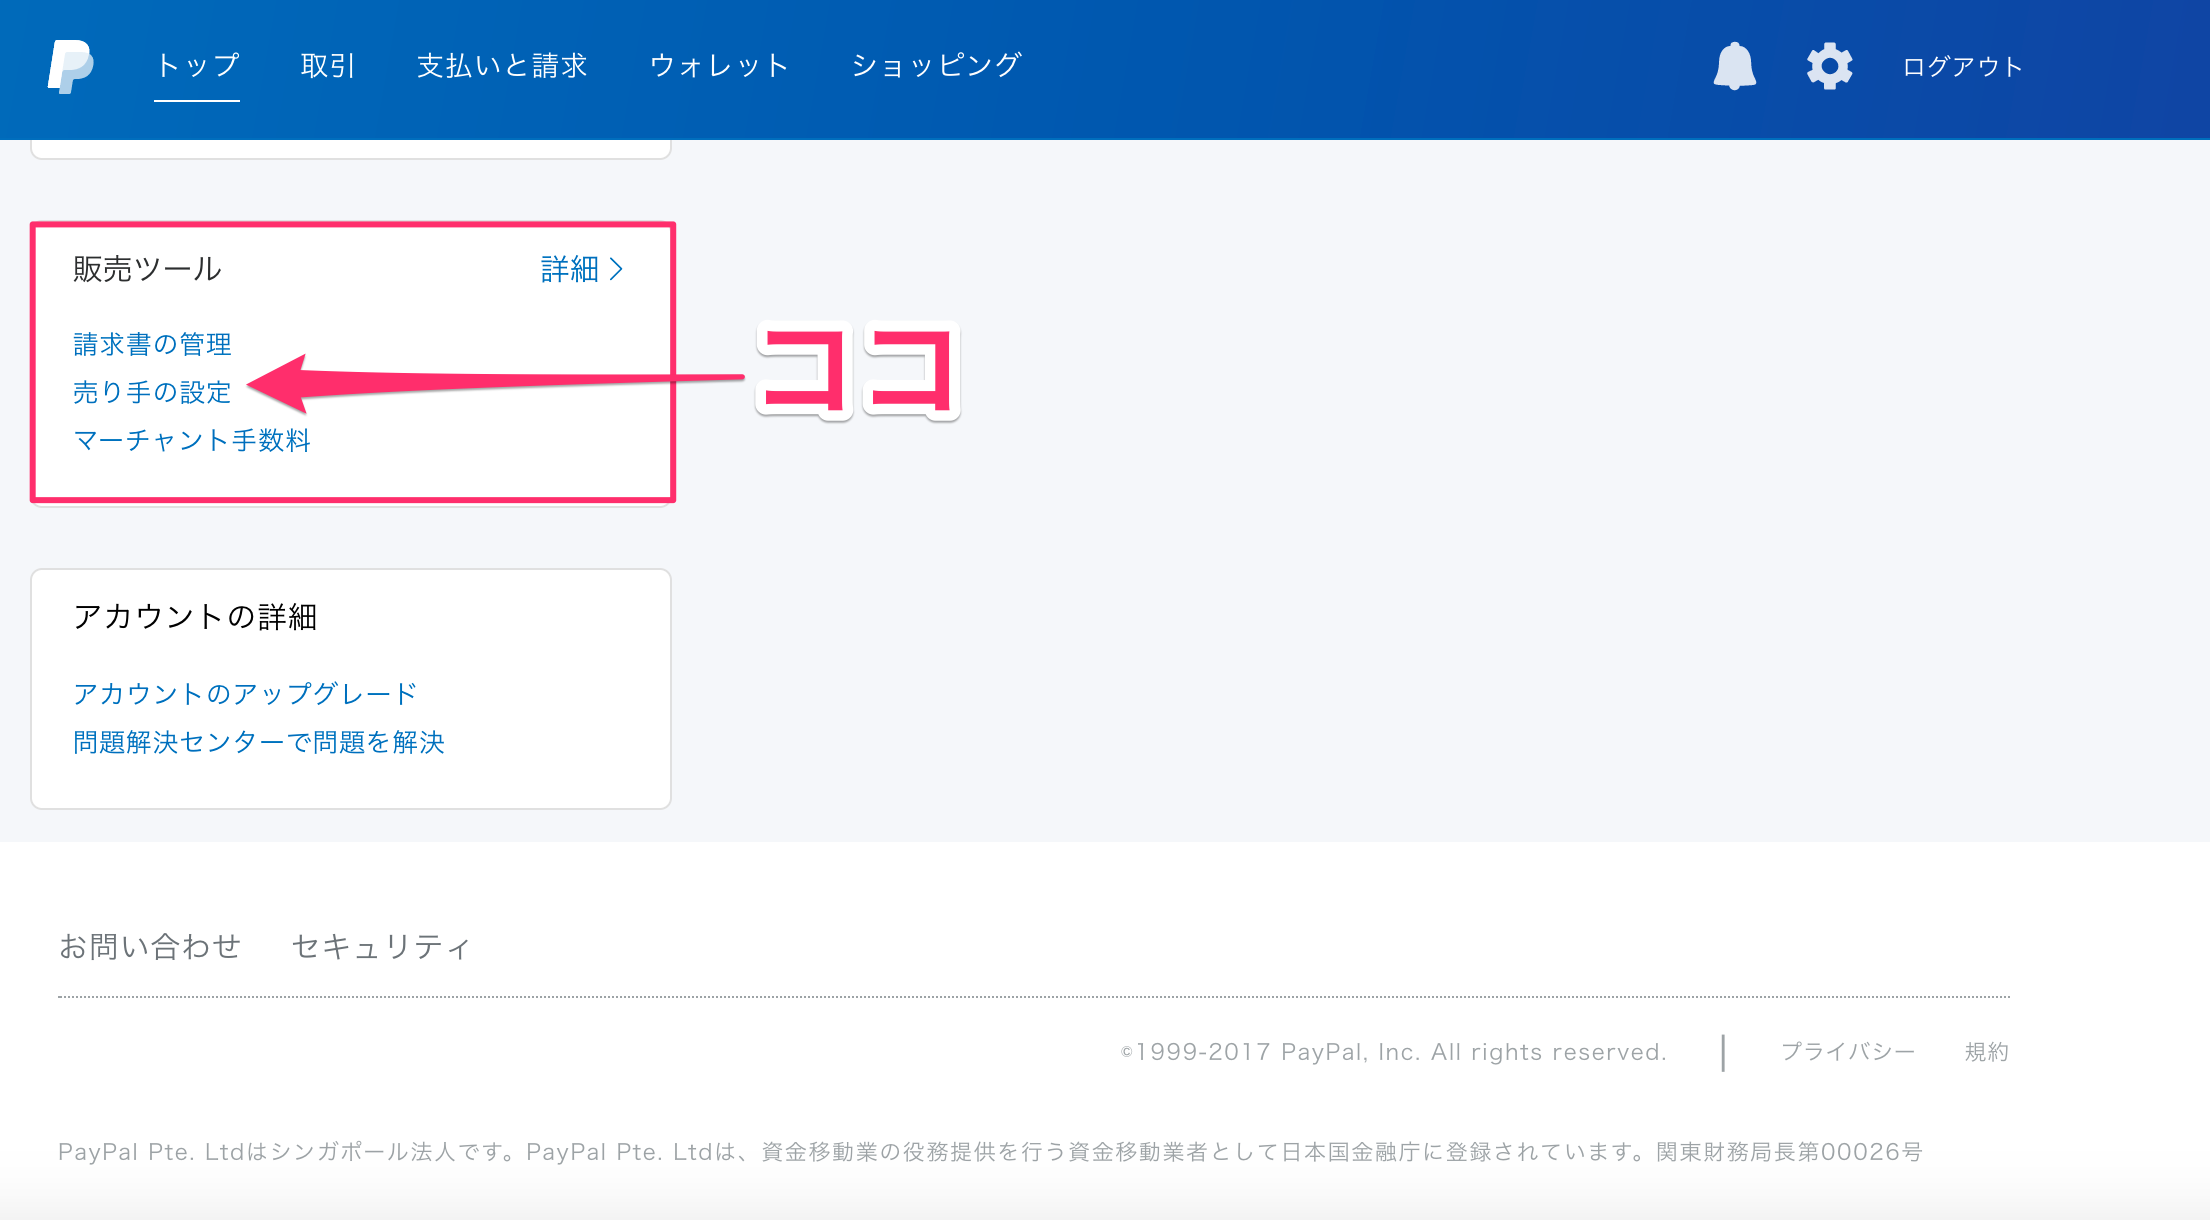 トップ 取引 支払いと請求 ウォレット ショッピング ログアウト
販売ツール 詳細
請求書の管理
売り手の設定
マーチャント手数料
ココ
アカウントの詳細
アカウントのアップグレード
問題解決センターで問題を解決
お問い合わせ セキュリティ
©1999-2017 PayPal, Inc. All rights reserved. プライバシー 規約
PayPal Pte. Ltdはシンガポール法人です。PayPal Pte. Ltdは、資金移動業の役務提供を行う資金移動業者として日本国金融庁に登録されています。関東財務局長第00026号